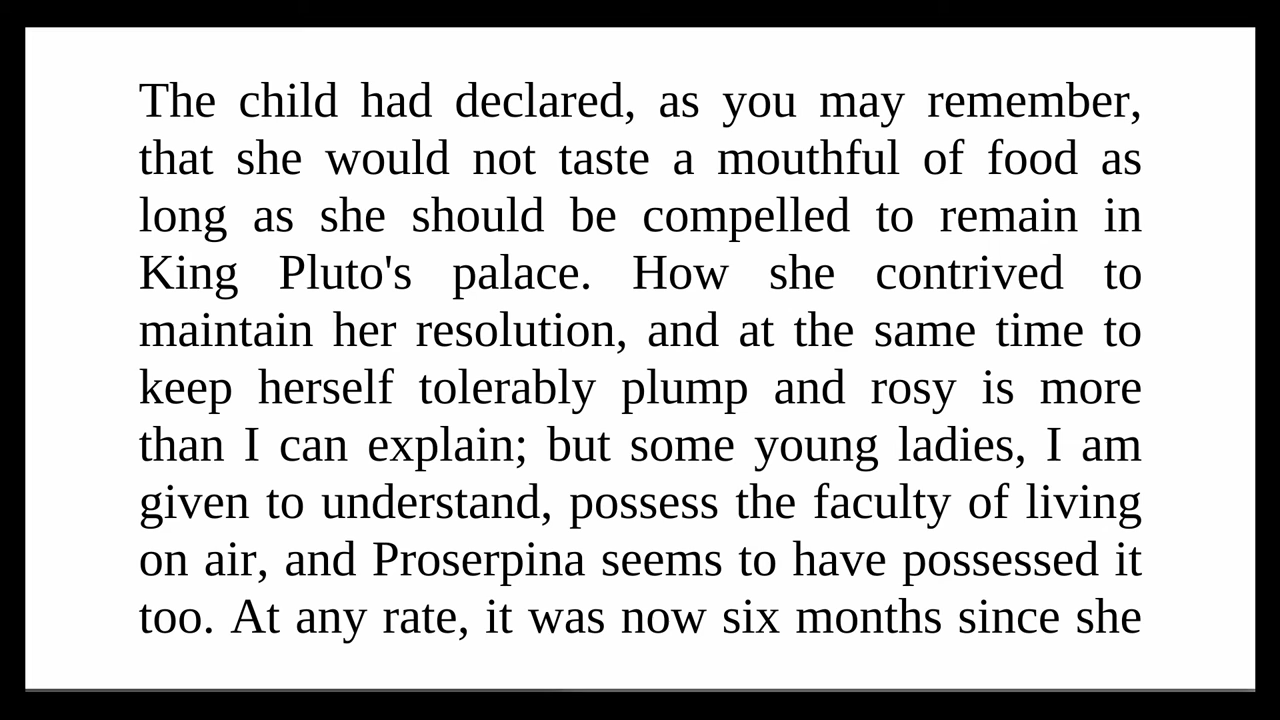 The child had declared, as you may remember,
that she would not taste a mouthful of food as
long as she should be compelled to remain in
King Pluto's palace. How she contrived to
maintain her resolution, and at the same time to
keep herself tolerably plump and rosy is more
than I can explain; but some young ladies, I am
given to understand, possess the faculty of living
on air, and Proserpina seems to have possessed it
too. At any rate, it was now six months since she